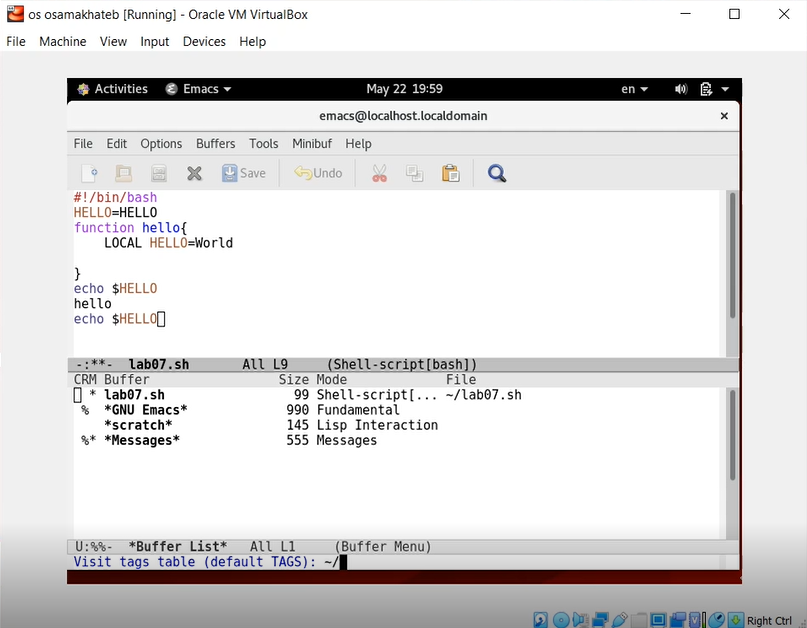 os osamakhateb [Running] - Oracle VM VirtualBox
File Machine View Input Devices Help
Activities Emacs May 22 19:59 en
emacs@localhost.localdomain
File Edit Options Buffers Tools Minibuf Help
Save Undo
#!/bin/bash
HELLO=HELLO
function hello{
    LOCAL HELLO=World
}
echo $HELLO
hello
echo $HELLO
-:**- lab07.sh All L9 (Shell-script[bash])
CRM Buffer Size Mode File
* lab07.sh 99 Shell-script[... ~/lab07.sh
% *GNU Emacs* 990 Fundamental
*scratch* 145 Lisp Interaction
%* *Messages* 555 Messages
U:%%- *Buffer List* All L1 (Buffer Menu)
Visit tags table (default TAGS): ~/
Right Ctrl